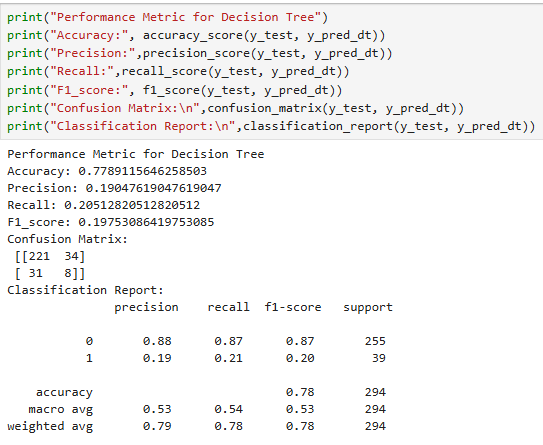 print("Performance Metric for Decision Tree")
print("Accuracy:", accuracy_score(y_test, y_pred_dt))
print("Precision:",precision_score(y_test, y_pred_dt))
print("Recall:",recall_score(y_test, y_pred_dt))
print("F1_score:", f1_score(y_test, y_pred_dt))
print("Confusion Matrix:\n",confusion_matrix(y_test, y_pred_dt))
print("Classification Report:\n",classification_report(y_test, y_pred_dt))
Performance Metric for Decision Tree
Accuracy: 0.7789115646258503
Precision: 0.19047619047619047
Recall: 0.20512820512820512
F1_score: 0.19753086419753085
Confusion Matrix:
[[221 34]
[ 31 8]]
Classification Report:
precision recall f1-score support
0 0.88 0.87 0.87 255
1 0.19 0.21 0.20 39
accuracy 0.78 294
macro avg 0.53 0.54 0.53 294
weighted avg 0.79 0.78 0.78 294